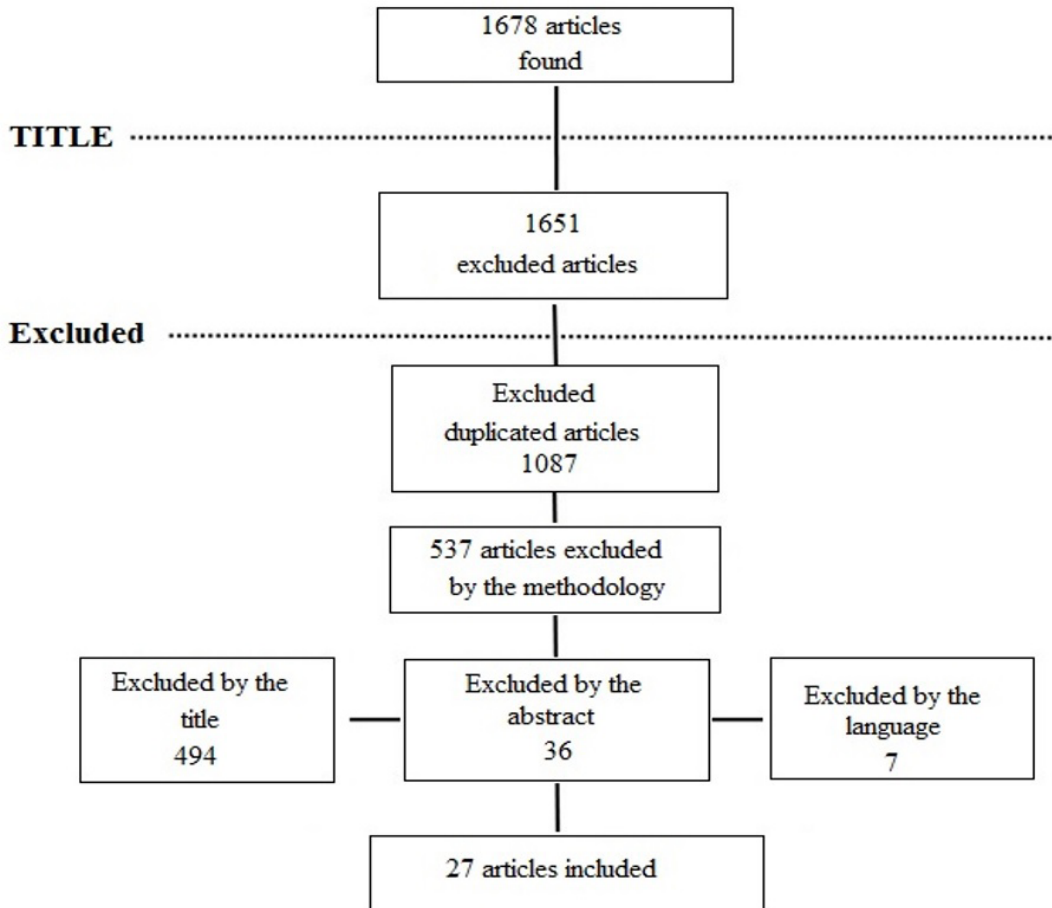 1678 articles
found
TITLE
1651
excluded articles
Excluded
Excluded
duplicated articles
1087
537 articles excluded
by the methodology
Excluded by the
title
494
Excluded by the
abstract
36
Excluded by the
language
7
27 articles included